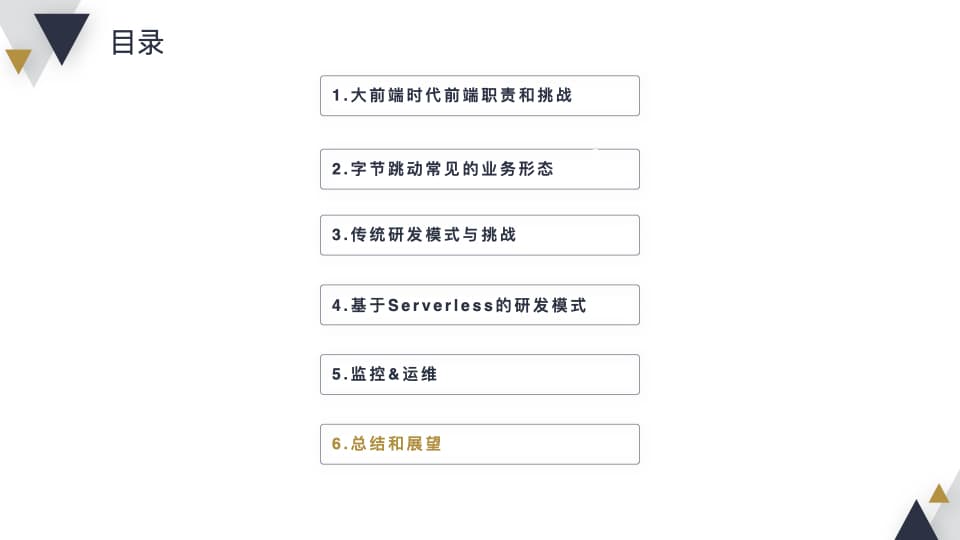 目录
1.大前端时代前端职责和挑战
2.字节跳动常见的业务形态
3.传统研发模式与挑战
4.基于Serverless的研发模式
5.监控&运维
6.总结和展望